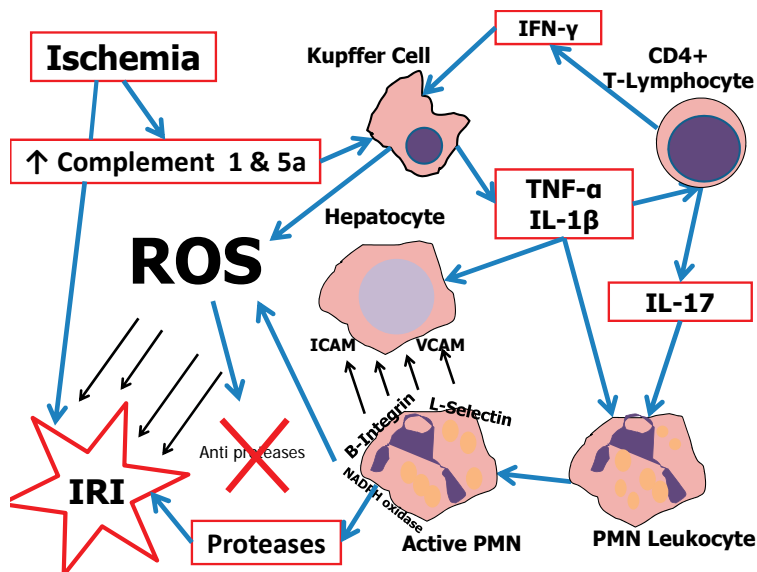 IFN-γ
Kupffer Cell
CD4+
T-Lymphocyte
Ischemia
↑ Complement 1 & 5a
TNF-α
IL-1β
Hepatocyte
ROS
IL-17
ICAM
VCAM
B-Integrin
L-Selectin
Anti proteases
NADPH oxidase
IRI
Proteases
Active PMN
PMN Leukocyte